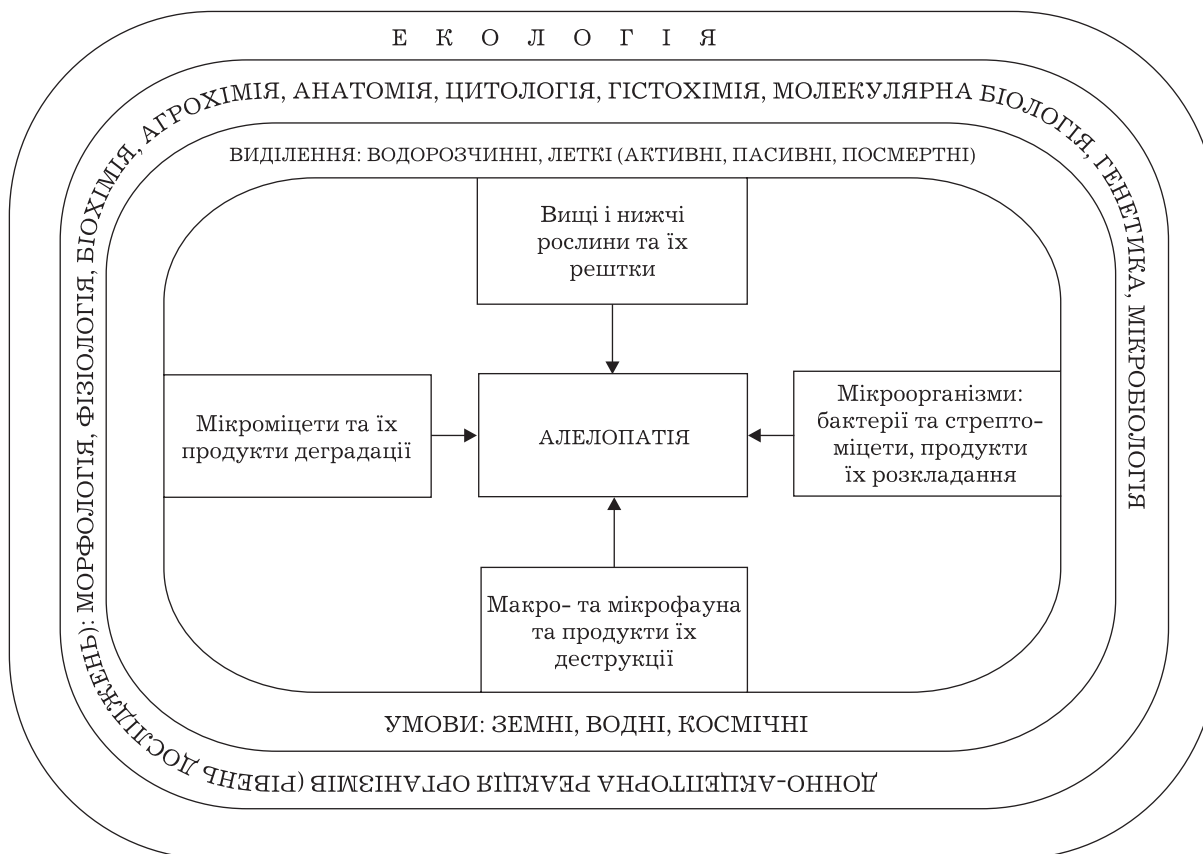 ЕКОЛОГІЯ
ДОННО-АКЦЕПТОРНА РЕАКЦІЯ ОРГАНІЗМІВ (РІВЕНЬ ДОСЛІДЖЕНЬ): МОРФОЛОГІЯ, ФІЗІОЛОГІЯ, БІОХІМІЯ, АГРОХІМІЯ, АНАТОМІЯ, ЦИТОЛОГІЯ, ГІСТОХІМІЯ, МОЛЕКУЛЯРНА БІОЛОГІЯ, ГЕНЕТИКА, МІКРОБІОЛОГІЯ
ВИДІЛЕННЯ: ВОДОРОЗЧИННІ, ЛЕТКІ (АКТИВНІ, ПАСИВНІ, ПОСМЕРТНІ)
Вищі і нижчі
рослини та їх
рештки
Мікроміцети та їх
продукти деградації
АЛЕЛОПАТІЯ
Мікроорганізми:
бактерії та стрепто-
міцети, продукти
їх розкладання
Макро- та мікрофауна
та продукти їх
деструкції
УМОВИ: ЗЕМНІ, ВОДНІ, КОСМІЧНІ